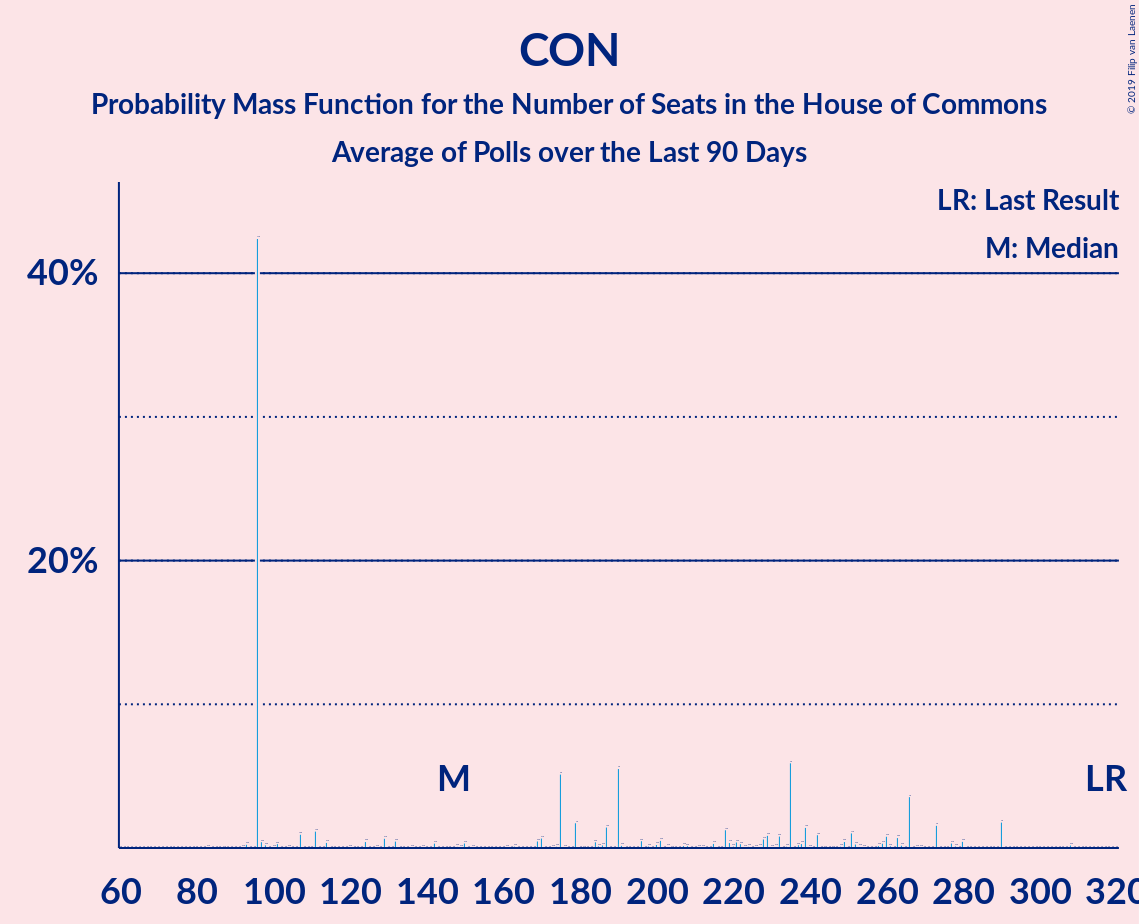 © 2019 Filip van Laenen
CON
Probability Mass Function for the Number of Seats in the House of Commons
Average of Polls over the Last 90 Days
LR: Last Result
M: Median
40%
20%
M
LR
60 80 100 120 140 160 180 200 220 240 260 280 300 320